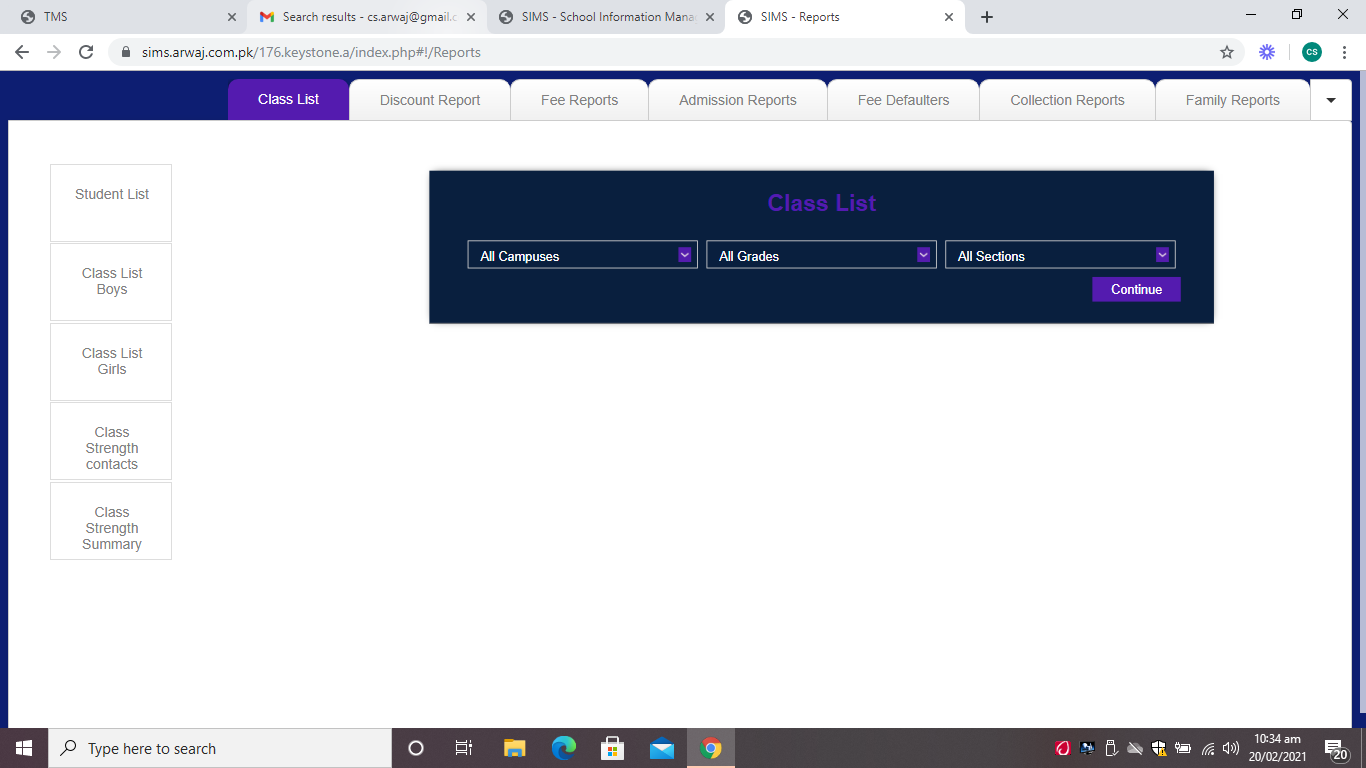 TMS
Search results - cs.arwaj@gmail.c
SIMS - School Information Mana
SIMS - Reports
sims.arwaj.com.pk/176.keystone.a/index.php#!/Reports
CS
Class List
Discount Report
Fee Reports
Admission Reports
Fee Defaulters
Collection Reports
Family Reports
Student List
Class List
Boys
Class List
Girls
Class
Strength
contacts
Class
Strength
Summary
Class List
All Campuses
All Grades
All Sections
Continue
Type here to search
10:34 am
20/02/2021
20